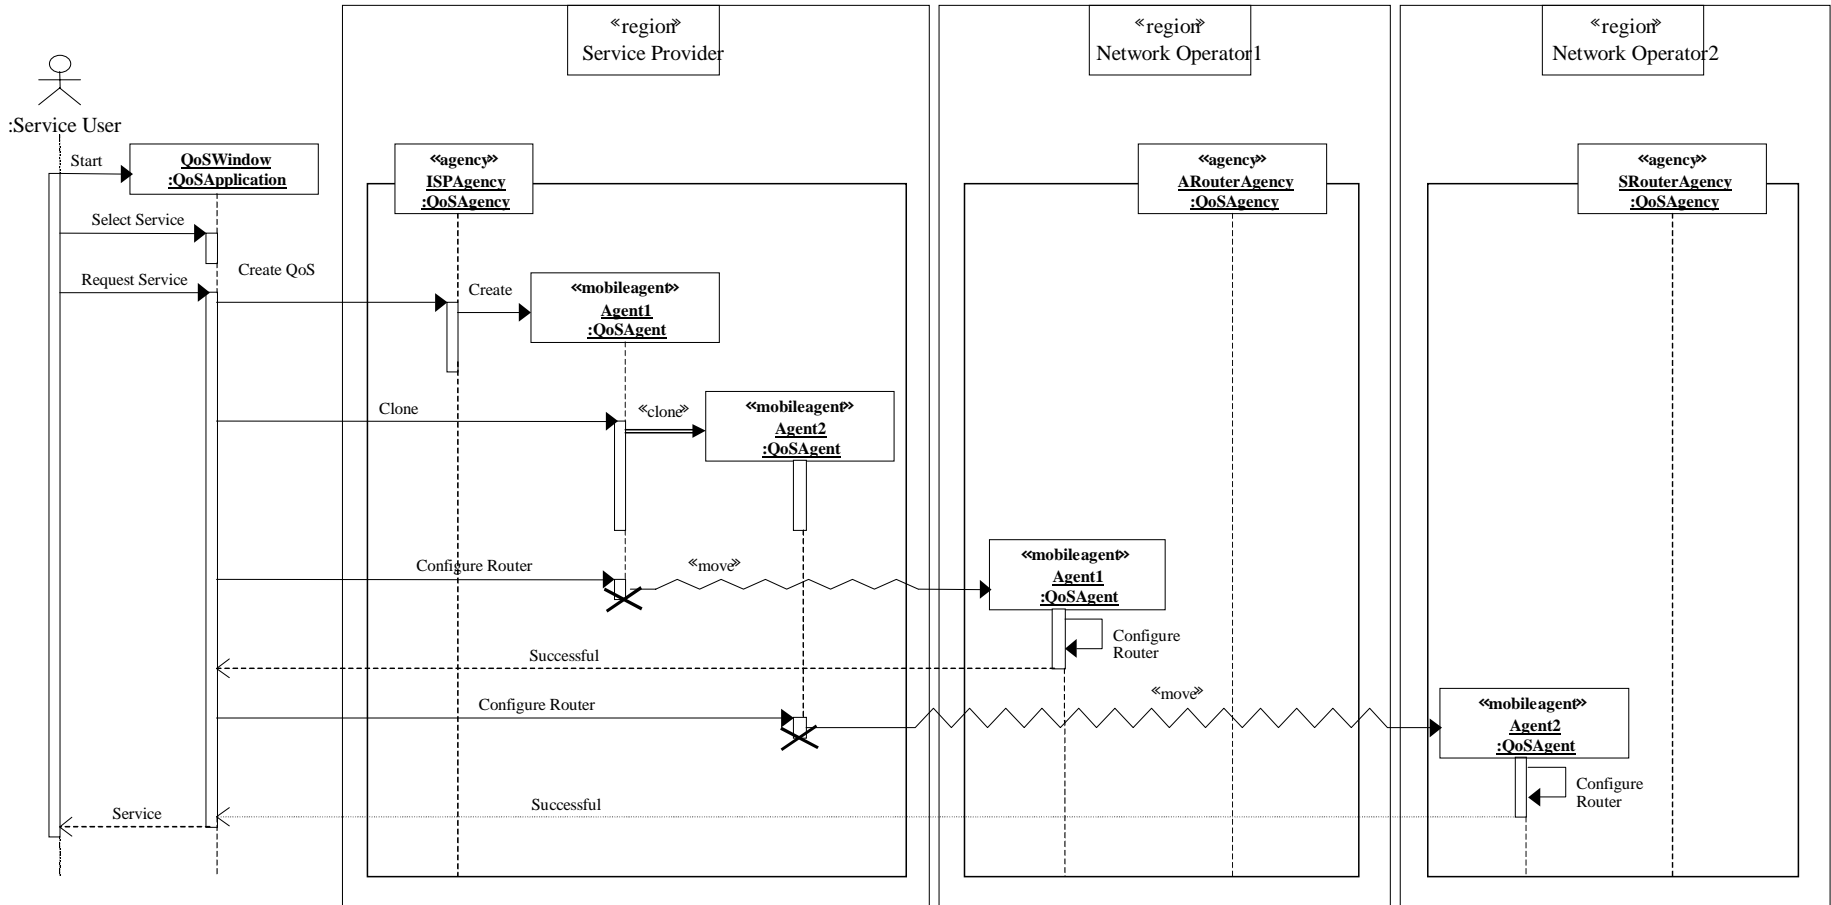 «region»
Service Provider
«region»
Network Operator1
«region»
Network Operator2
:Service User
Start
QoSWindow
:QoSApplication
«agency»
ISPAgency
:QoSAgency
«agency»
ARouterAgency
:QoSAgency
«agency»
SRouterAgency
:QoSAgency
Select Service
Create QoS
Request Service
Create
«mobileagent»
Agent1
:QoSAgent
Clone
«clone»
«mobileagent»
Agent2
:QoSAgent
Configure Router
«move»
«mobileagent»
Agent1
:QoSAgent
Configure
Router
Successful
Configure Router
«move»
«mobileagent»
Agent2
:QoSAgent
Configure
Router
Successful
Service